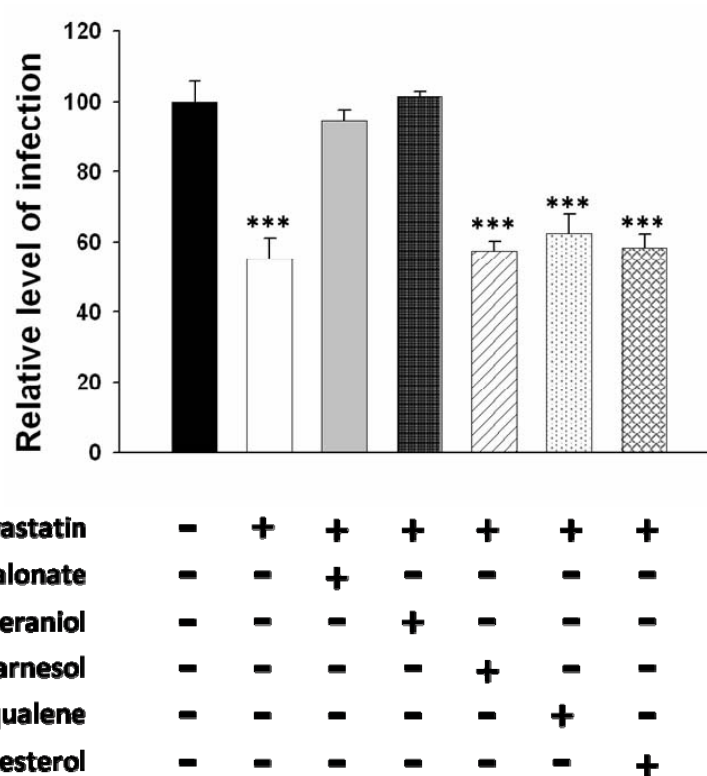 Relative level of infection
120
100
80
60
40
20
0
***
***
***
***
astatin - + + + + + +
alonate - - + - - - -
eraniol - - - + - - -
arnesol - - - - + - -
qualene - - - - - + -
esterol - - - - - - +